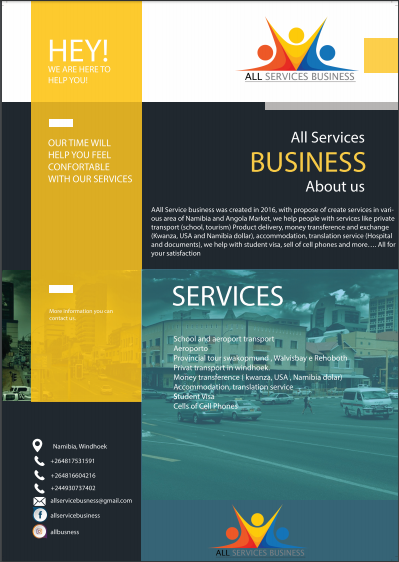 HEY!
WE ARE HERE TO
HELP YOU!
ALL SERVICES BUSINESS
OUR TIME WILL
HELP YOU FEEL
CONFORTABLE
WITH OUR SERVICES
All Services
BUSINESS
About us
AAll Service business was created in 2016, with propose of create services in vari-
ous area of Namibia and Angola Market, we help people with services like private
transport (school, tourism) Product delivery, money transference and exchange
(Kwanza, USA and Namibia dollar), accommodation, translation service (Hospital
and documents), we help with student visa, sell of cell phones and more.... All for
your satisfaction
SERVICES
More information you can
contact us:
School and aeroport transport
Aeroporto
Provincial tour swakopmund , Walvisbay e Rehoboth
Privat transport in windhoek.
Money transference ( kwanza, USA , Namibia dolar)
Accommodation, translation service
Student Visa
Cells of Cell Phones
Namibia, Windhoek
+264817531591
+264816604216
+244930737402
allservicebusness@gmail.com
allservicebusiness
allbusness
ALL SERVICES BUSINESS